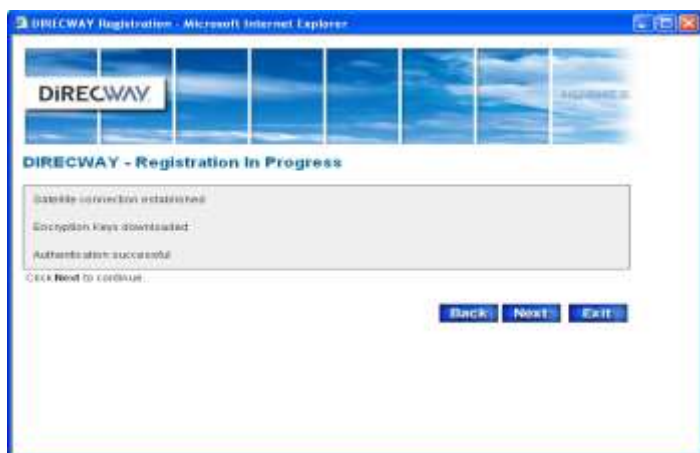 DIRECWAY Registration - Microsoft Internet Explorer
DIRECWAY
HUGHES
DIRECWAY - Registration In Progress
Satellite connection established
Encryption Keys downloaded
Authentication successful
Click Next to continue
Back Next Exit